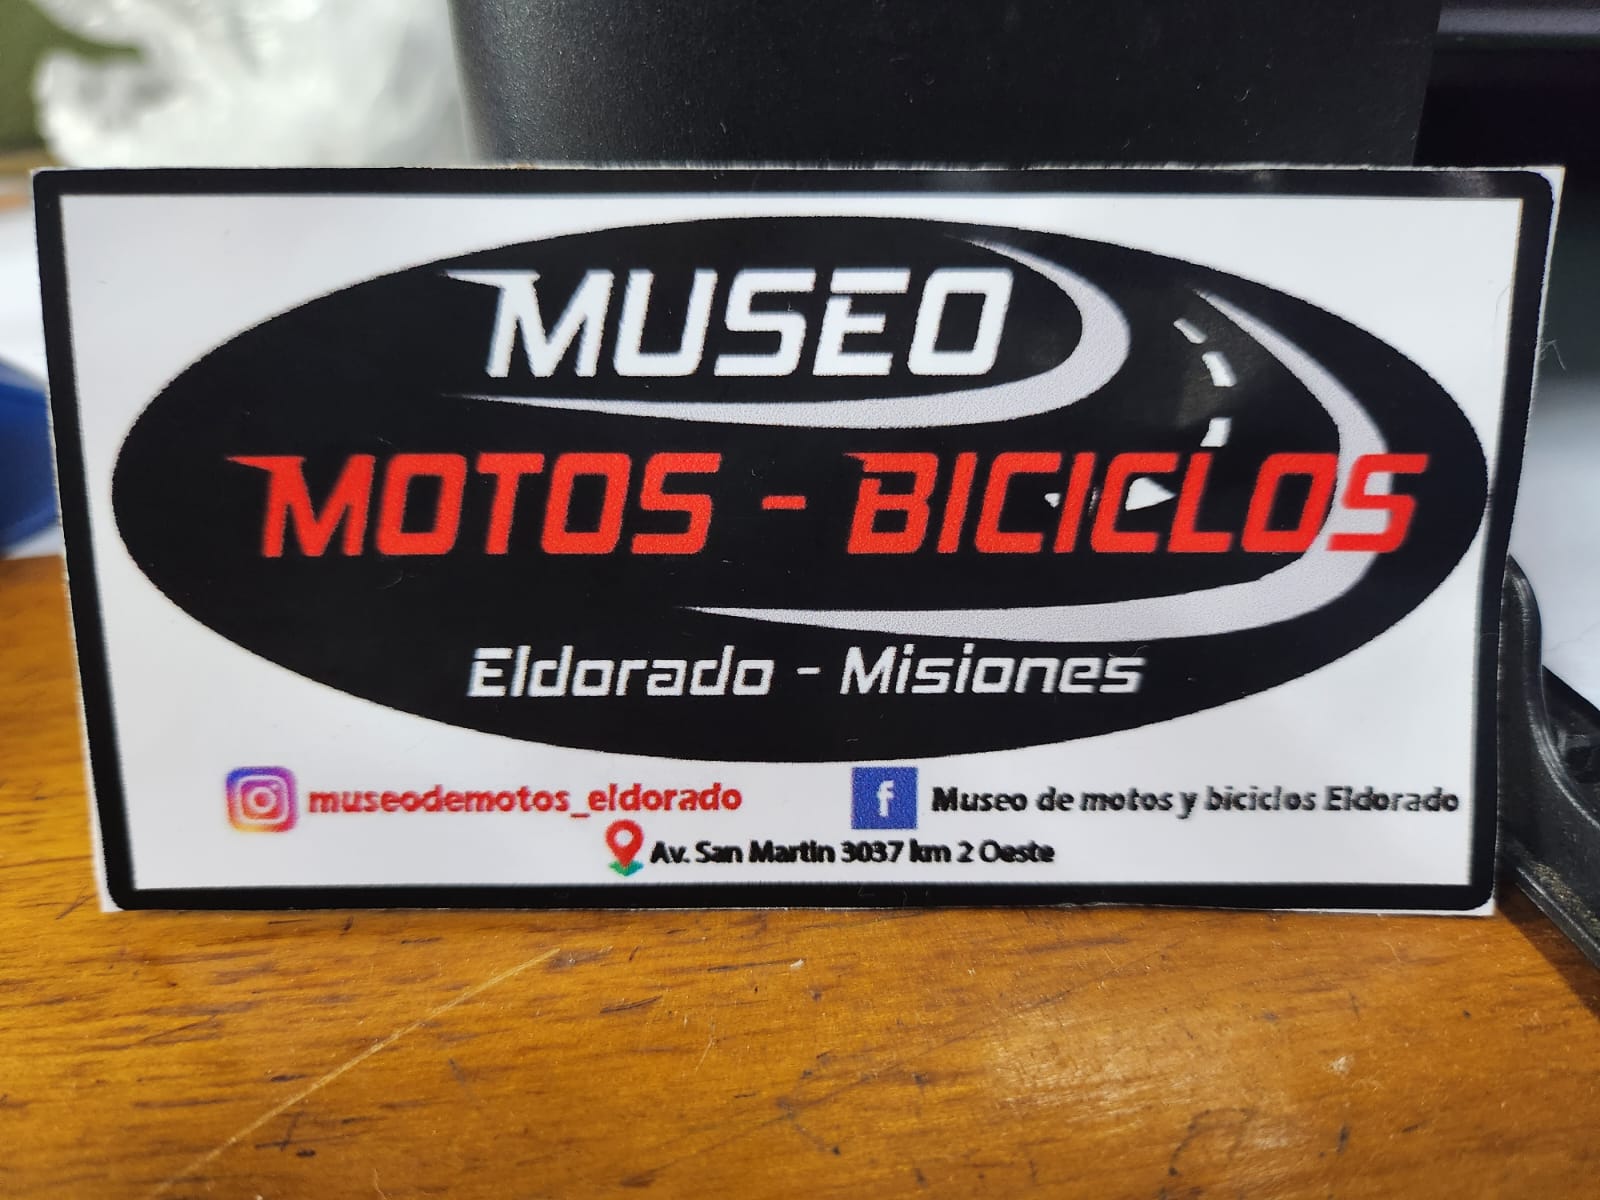 MUSEO
MOTOS - BICICLOS
Eldorado - Misiones
museodemotos_eldorado
Museo de motos y biciclos Eldorado
Av. San Martin 3037 km 2 Oeste